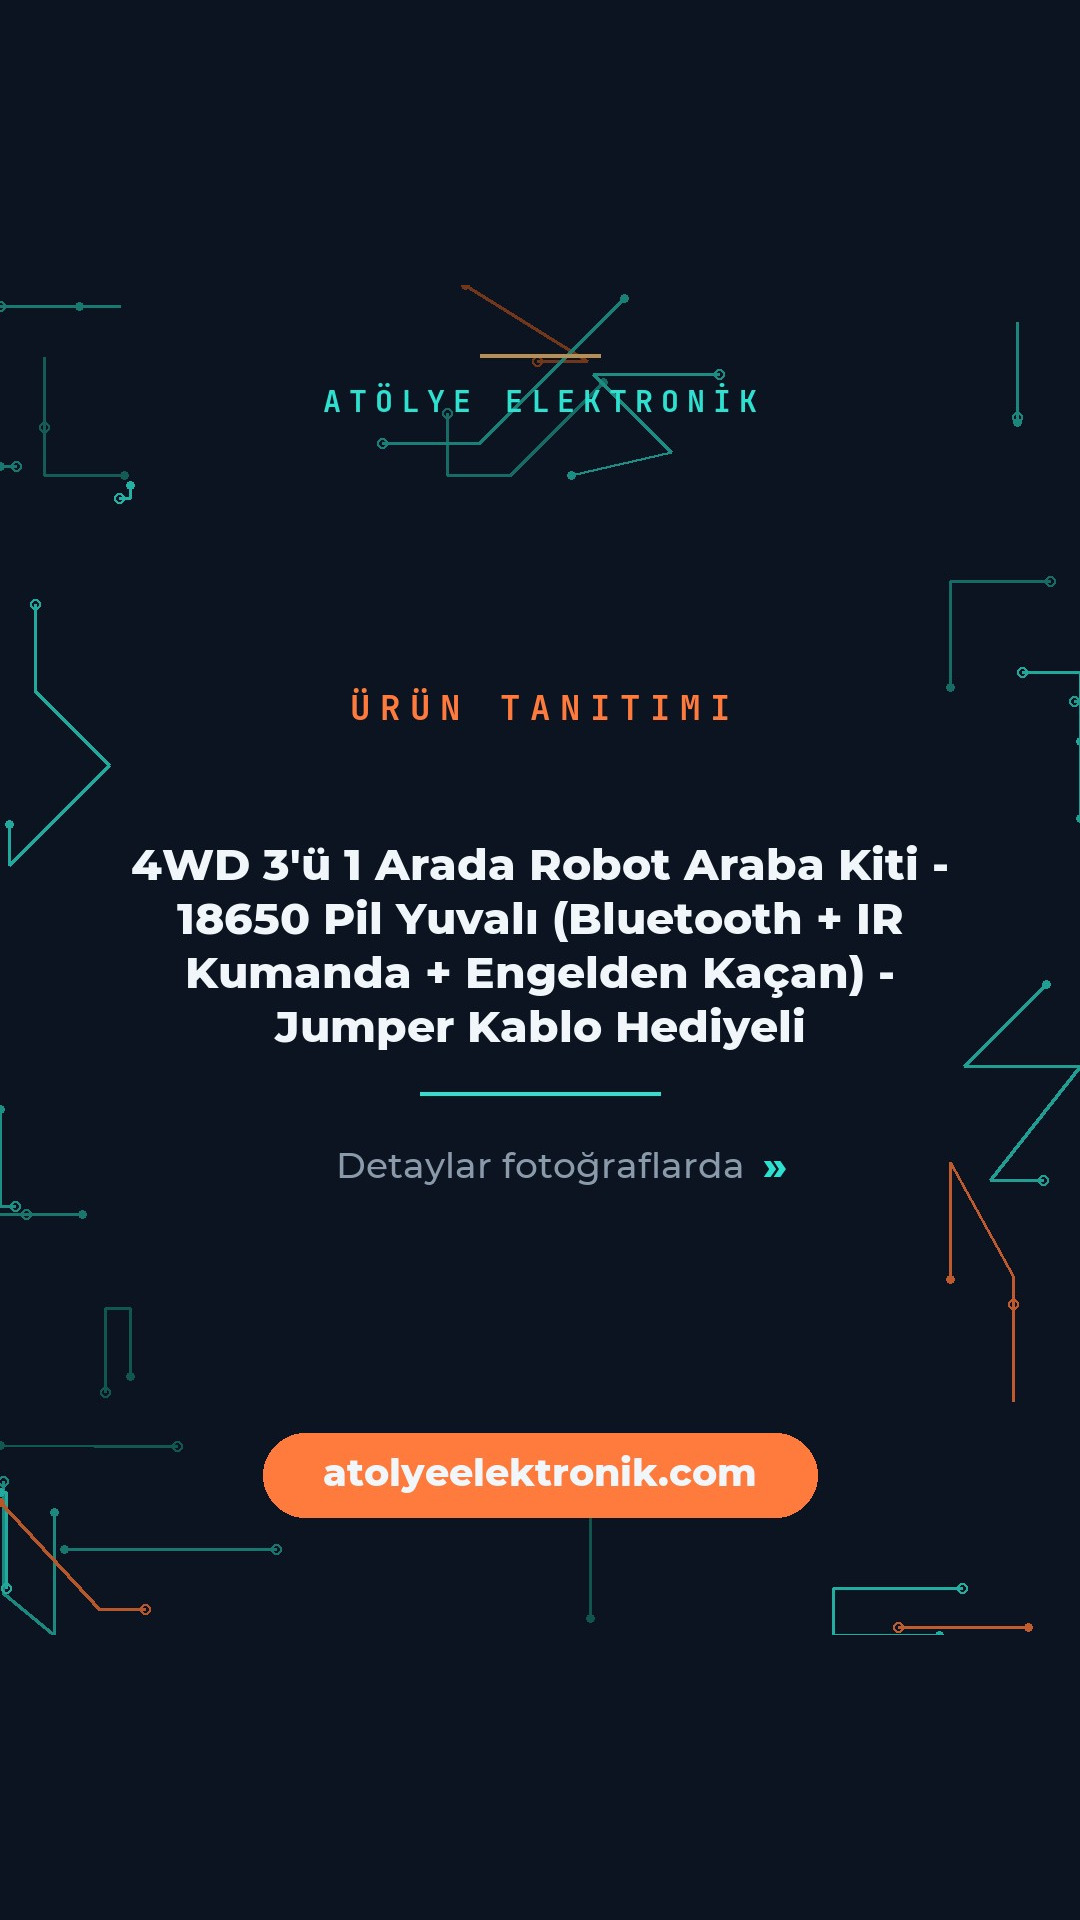 ATÖLYE ELEKTRONİK
ÜRÜN TANITIMI
4WD 3'ü 1 Arada Robot Araba Kiti -
18650 Pil Yuvalı (Bluetooth + IR
Kumanda + Engelden Kaçan) -
Jumper Kablo Hediyeli
Detaylar fotoğraflarda »
atolyeelektronik.com